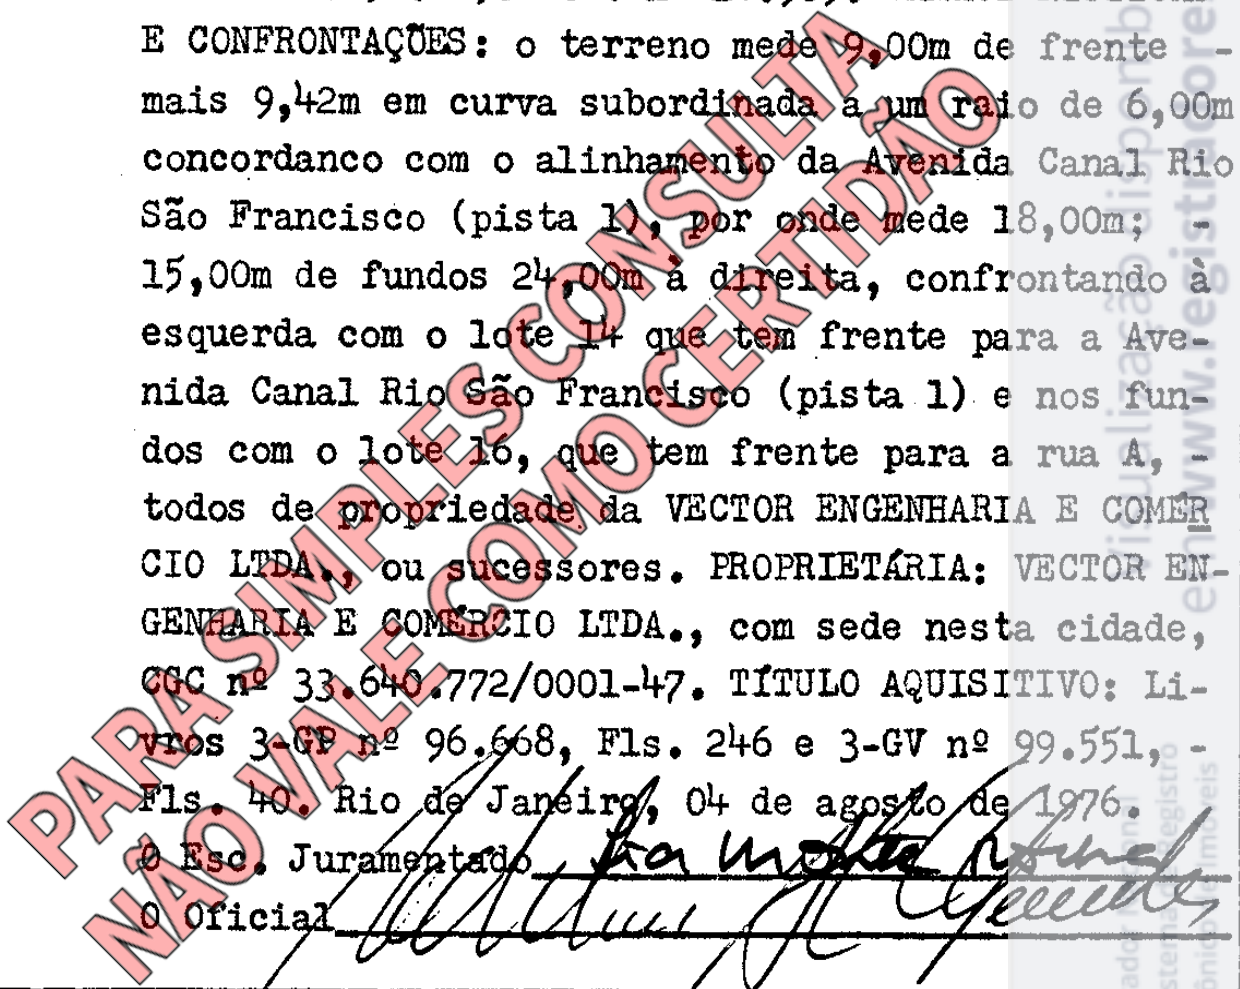 E CONFRONTAÇÕES: o terreno mede 9,00m de frente -
mais 9,42m em curva subordinada a um raio de 6,00m
concordanco com o alinhamento da Avenida Canal Rio
São Francisco (pista 1), por onde mede 18,00m; -
15,00m de fundos 24,00m à direita, confrontando à
esquerda com o lote 14 que tem frente para a Ave-
nida Canal Rio São Francisco (pista 1) e nos fun-
dos com o lote 16, que tem frente para a rua A, -
todos de propriedade da VECTOR ENGENHARIA E COMÉR
CIO LTDA., ou sucessores. PROPRIETÁRIA: VECTOR EN-
GENHARIA E COMÉRCIO LTDA., com sede nesta cidade,
CGC nº 33.640.772/0001-47. TÍTULO AQUISITIVO: Li-
vros 3-GP nº 96.668, Fls. 246 e 3-GV nº 99.551, -
Fls. 40. Rio de Janeiro, 04 de agosto de 1976.
O Esc. Juramentado
O Oficial
PARA SIMPLES CONSULTA
NÃO VALE COMO CERTIDÃO
Visualização disponib
em www.registradore